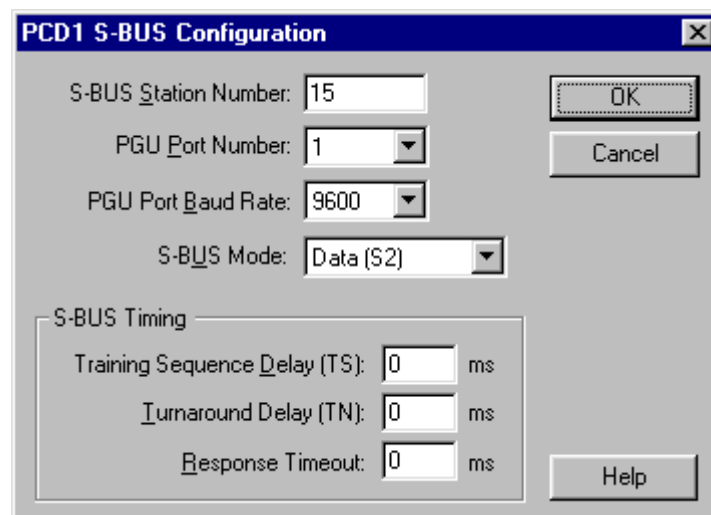 PCD1 S-BUS Configuration
S-BUS Station Number: 15
OK
PGU Port Number: 1
Cancel
PGU Port Baud Rate: 9600
S-BUS Mode: Data (S2)
S-BUS Timing
Training Sequence Delay (TS): 0 ms
Turnaround Delay (TN): 0 ms
Response Timeout: 0 ms
Help